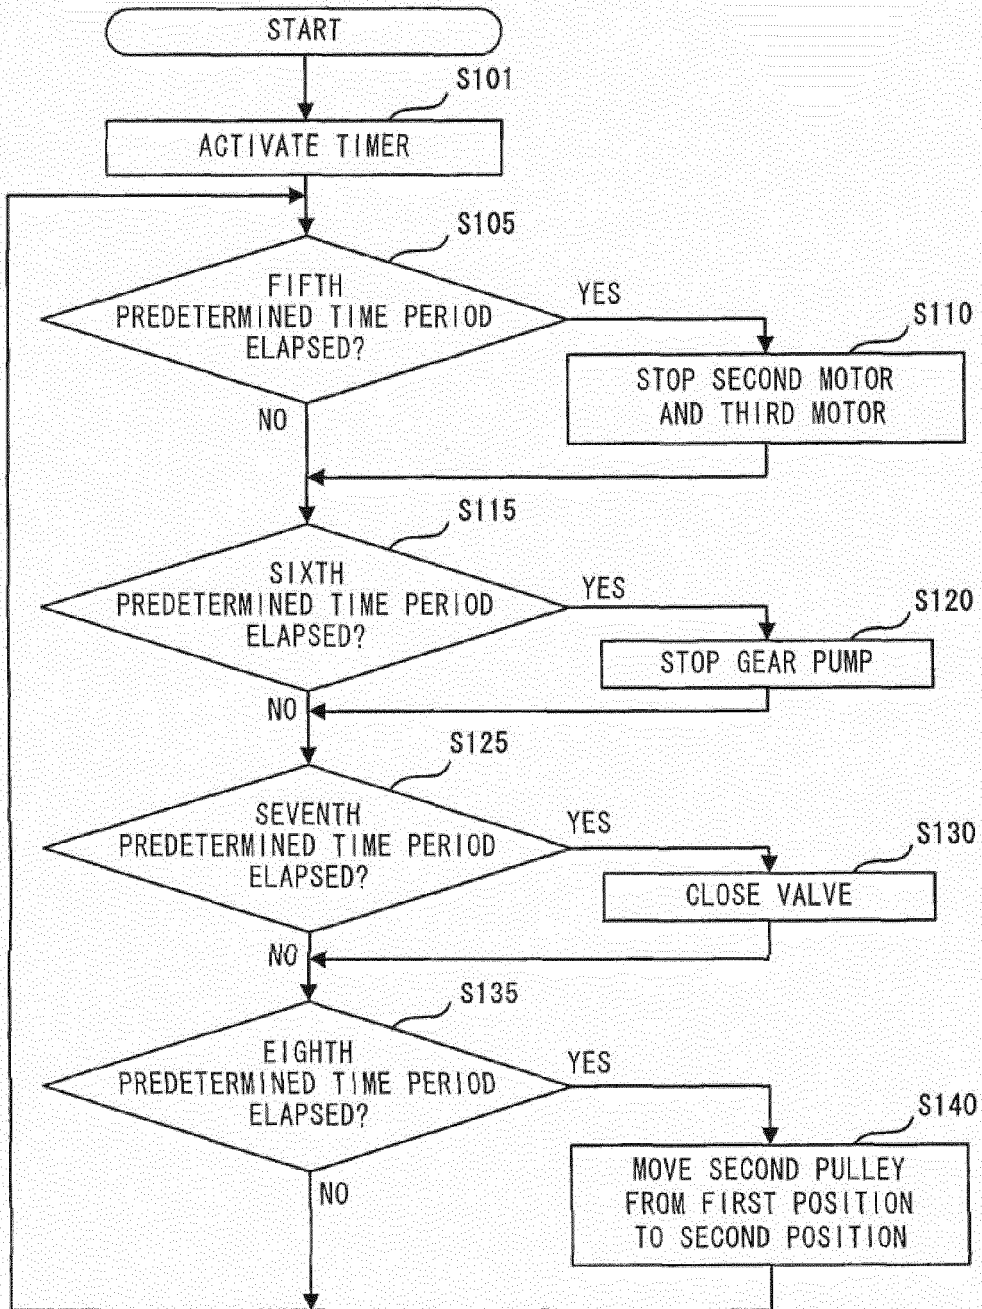 START
S101
ACTIVATE TIMER
S105
FIFTH
PREDETERMINED TIME PERIOD
ELAPSED?
YES
NO
S110
STOP SECOND MOTOR
AND THIRD MOTOR
S115
SIXTH
PREDETERMINED TIME PERIOD
ELAPSED?
YES
NO
S120
STOP GEAR PUMP
S125
SEVENTH
PREDETERMINED TIME PERIOD
ELAPSED?
YES
NO
S130
CLOSE VALVE
S135
EIGHTH
PREDETERMINED TIME PERIOD
ELAPSED?
YES
NO
S140
MOVE SECOND PULLEY
FROM FIRST POSITION
TO SECOND POSITION